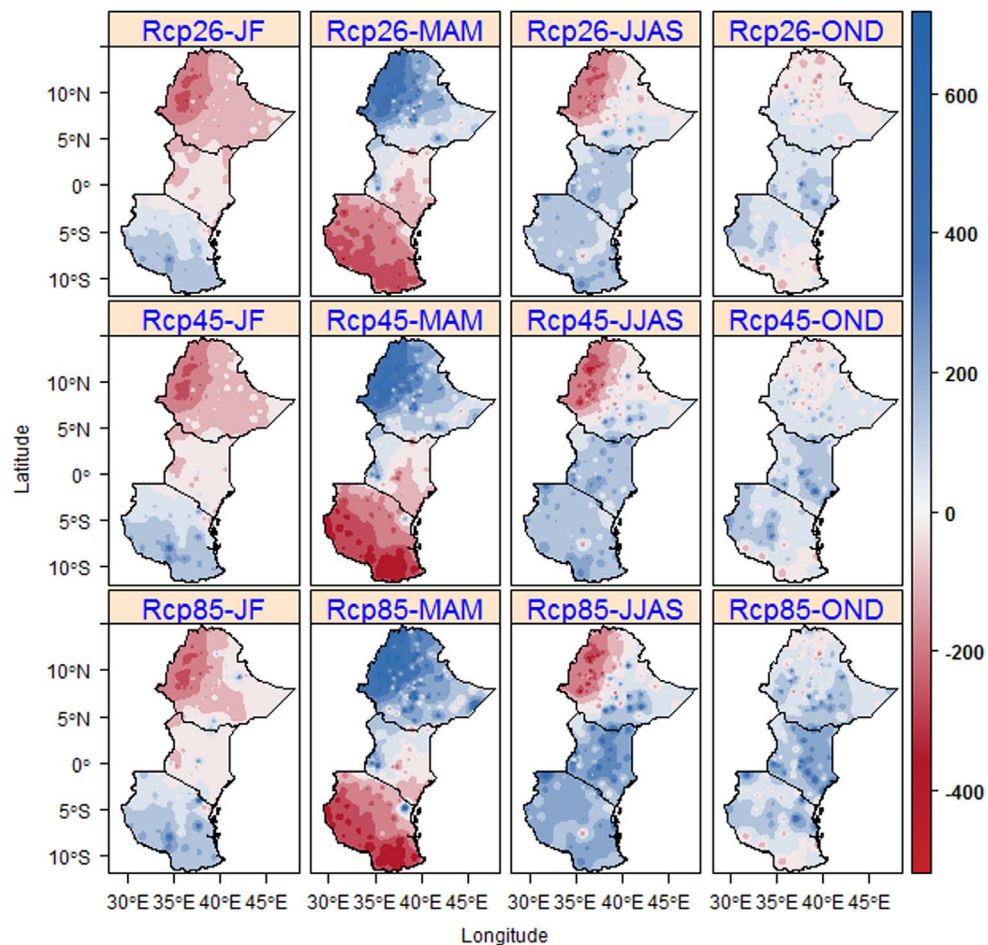 Rcp26-JF Rcp26-MAM Rcp26-JJAS Rcp26-OND
10°N
5°N
0°
5°S
10°S
Rcp45-JF Rcp45-MAM Rcp45-JJAS Rcp45-OND
10°N
5°N
0°
5°S
10°S
Rcp85-JF Rcp85-MAM Rcp85-JJAS Rcp85-OND
10°N
5°N
0°
5°S
10°S
30°E 35°E 40°E 45°E 30°E 35°E 40°E 45°E 30°E 35°E 40°E 45°E 30°E 35°E 40°E 45°E
Longitude
Latitude
600
400
200
0
-200
-400